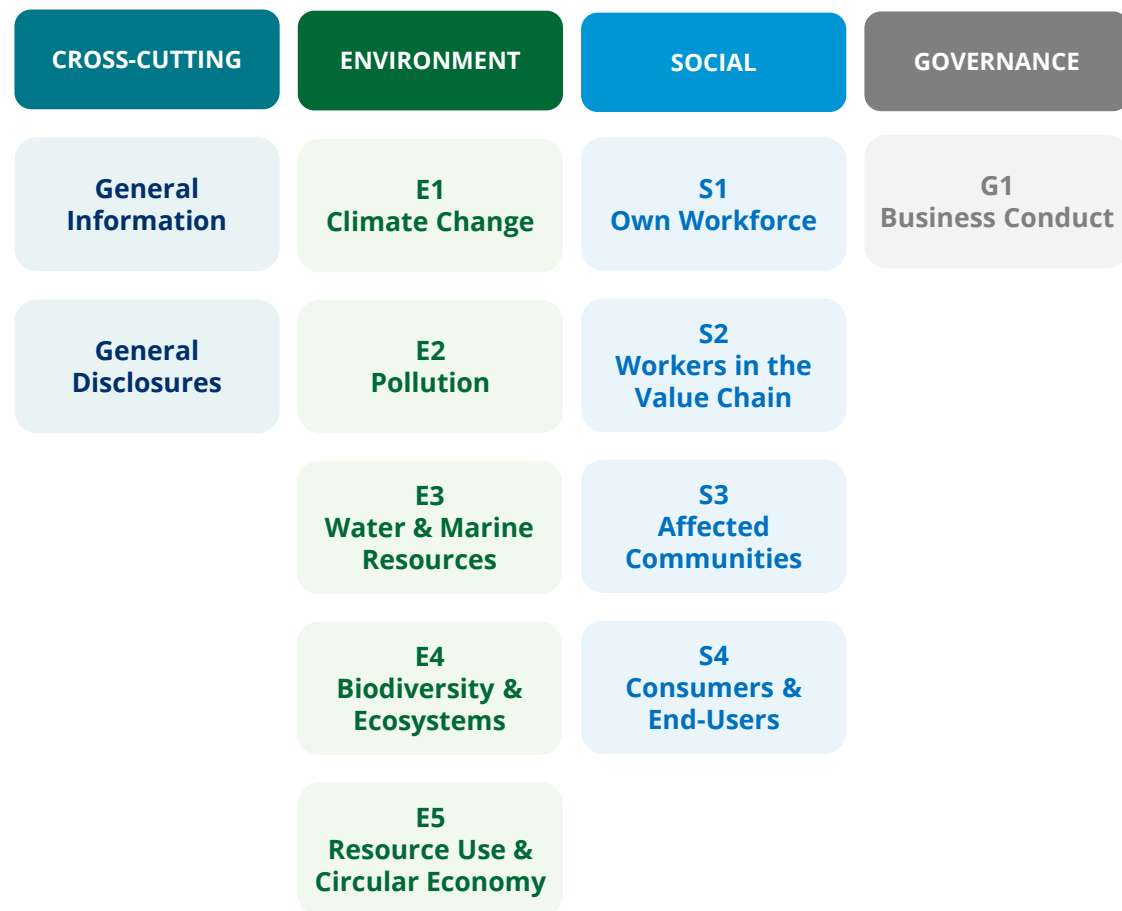 CROSS-CUTTING
General
Information
General
Disclosures
ENVIRONMENT
E1
Climate Change
E2
Pollution
E3
Water & Marine
Resources
E4
Biodiversity &
Ecosystems
E5
Resource Use &
Circular Economy
SOCIAL
S1
Own Workforce
S2
Workers in the
Value Chain
S3
Affected
Communities
S4
Consumers &
End-Users
GOVERNANCE
G1
Business Conduct